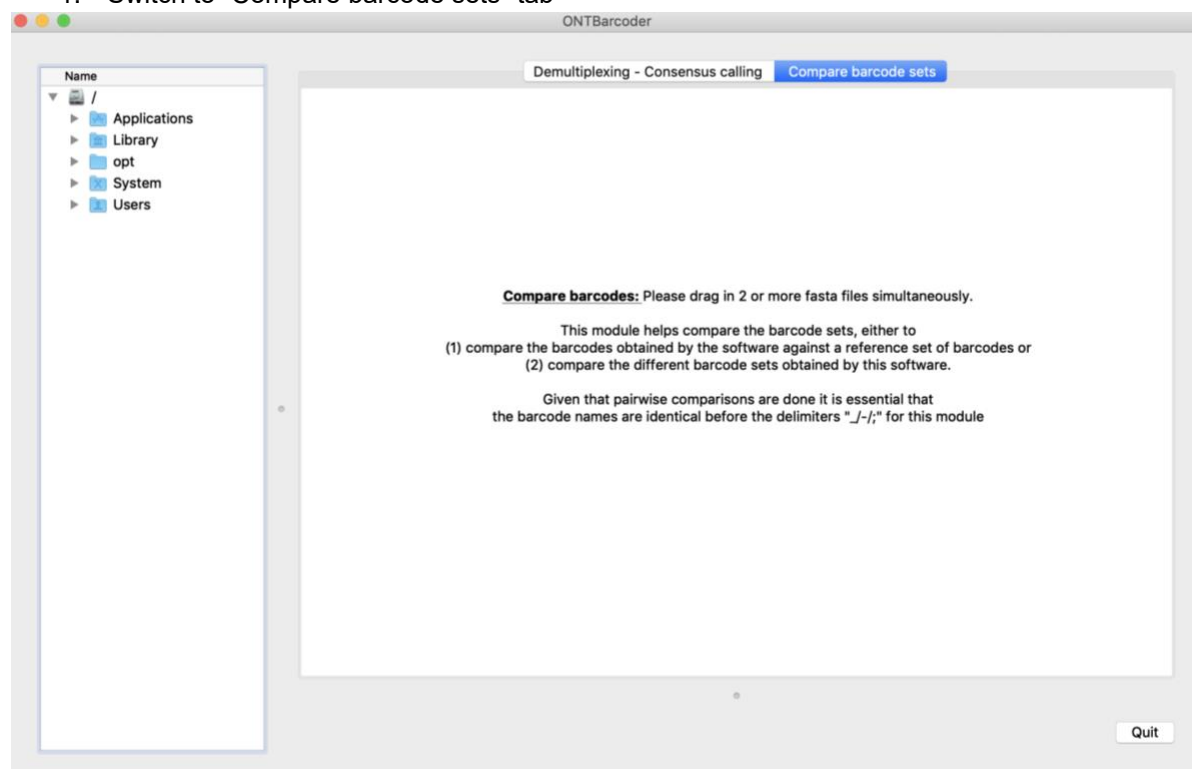 1. Switch to "Compare barcode sets" tab
ONTBarcoder
Name
/
Applications
Library
opt
System
Users
Demultiplexing - Consensus calling
Compare barcode sets
Compare barcodes: Please drag in 2 or more fasta files simultaneously.
This module helps compare the barcode sets, either to
(1) compare the barcodes obtained by the software against a reference set of barcodes or
(2) compare the different barcode sets obtained by this software.
Given that pairwise comparisons are done it is essential that
the barcode names are identical before the delimiters "_/-/;" for this module
Quit